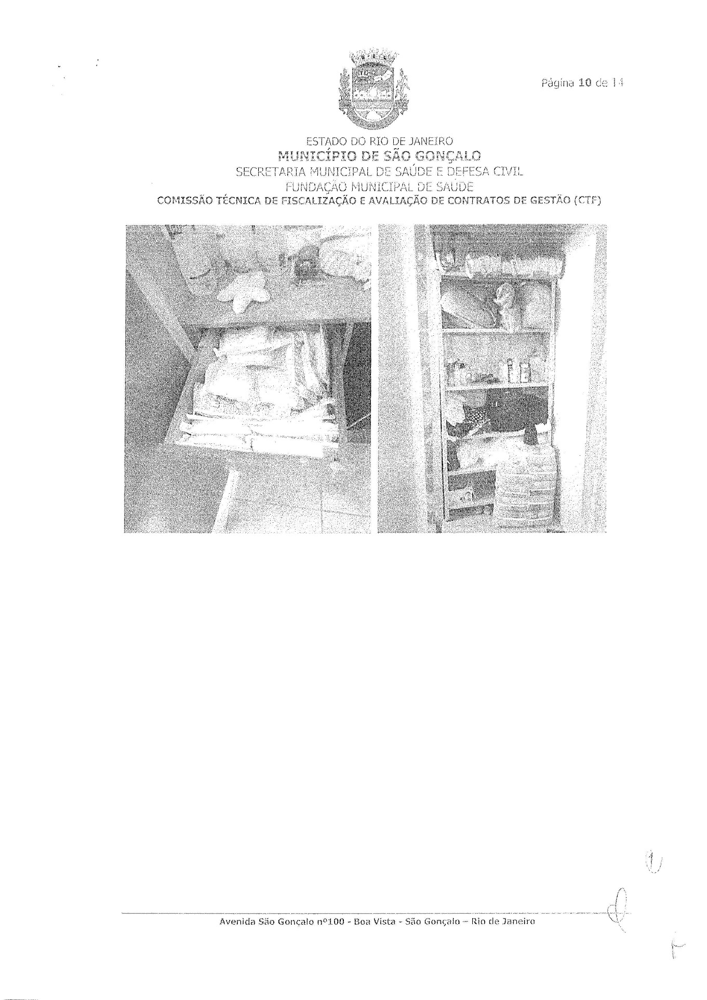 Página 10 de 14
ESTADO DO RIO DE JANEIRO
MUNICÍPIO DE SÃO GONÇALO
SECRETARIA MUNICIPAL DE SAÚDE E DEFESA CIVIL
FUNDAÇÃO MUNICIPAL DE SAÚDE
COMISSÃO TÉCNICA DE FISCALIZAÇÃO E AVALIAÇÃO DE CONTRATOS DE GESTÃO (CTF)
Avenida São Gonçalo nº100 - Boa Vista - São Gonçalo – Rio de Janeiro